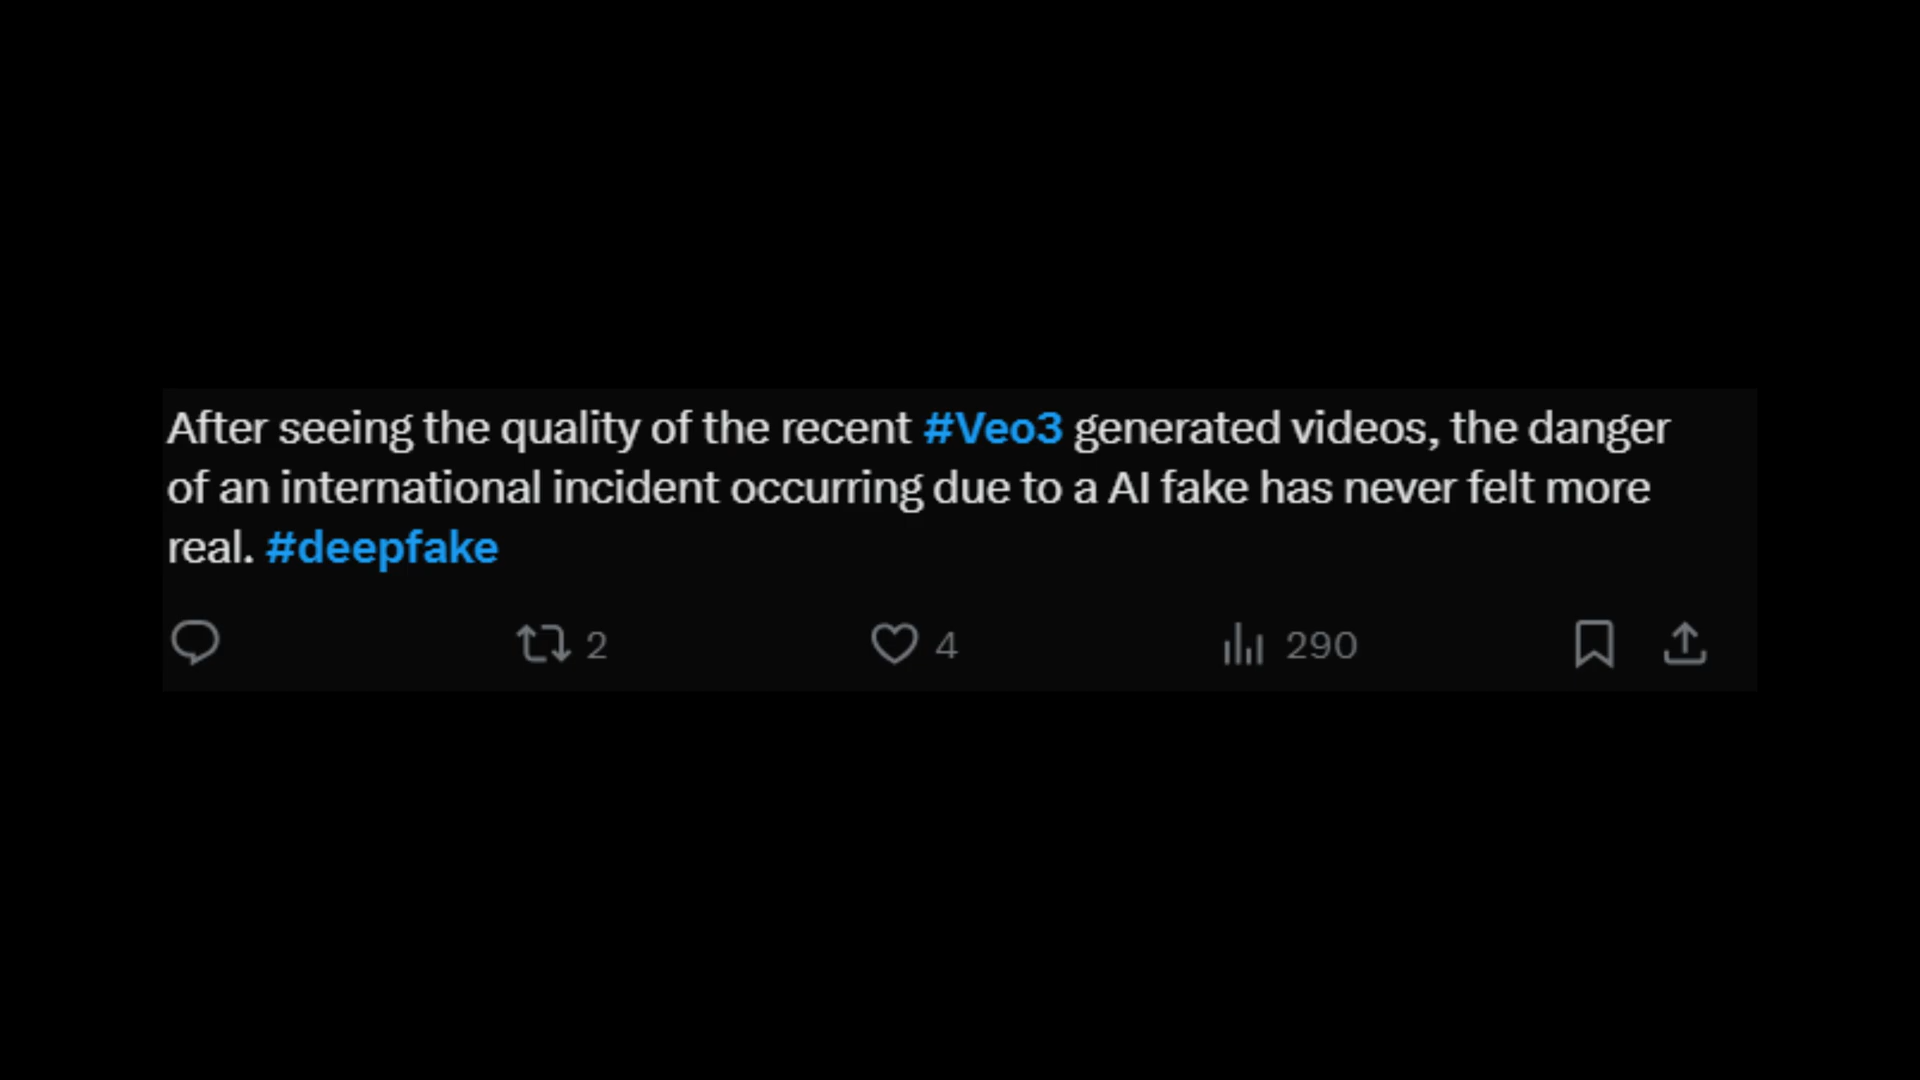 After seeing the quality of the recent #Veo3 generated videos, the danger
of an international incident occurring due to a AI fake has never felt more
real. #deepfake
2 4 290